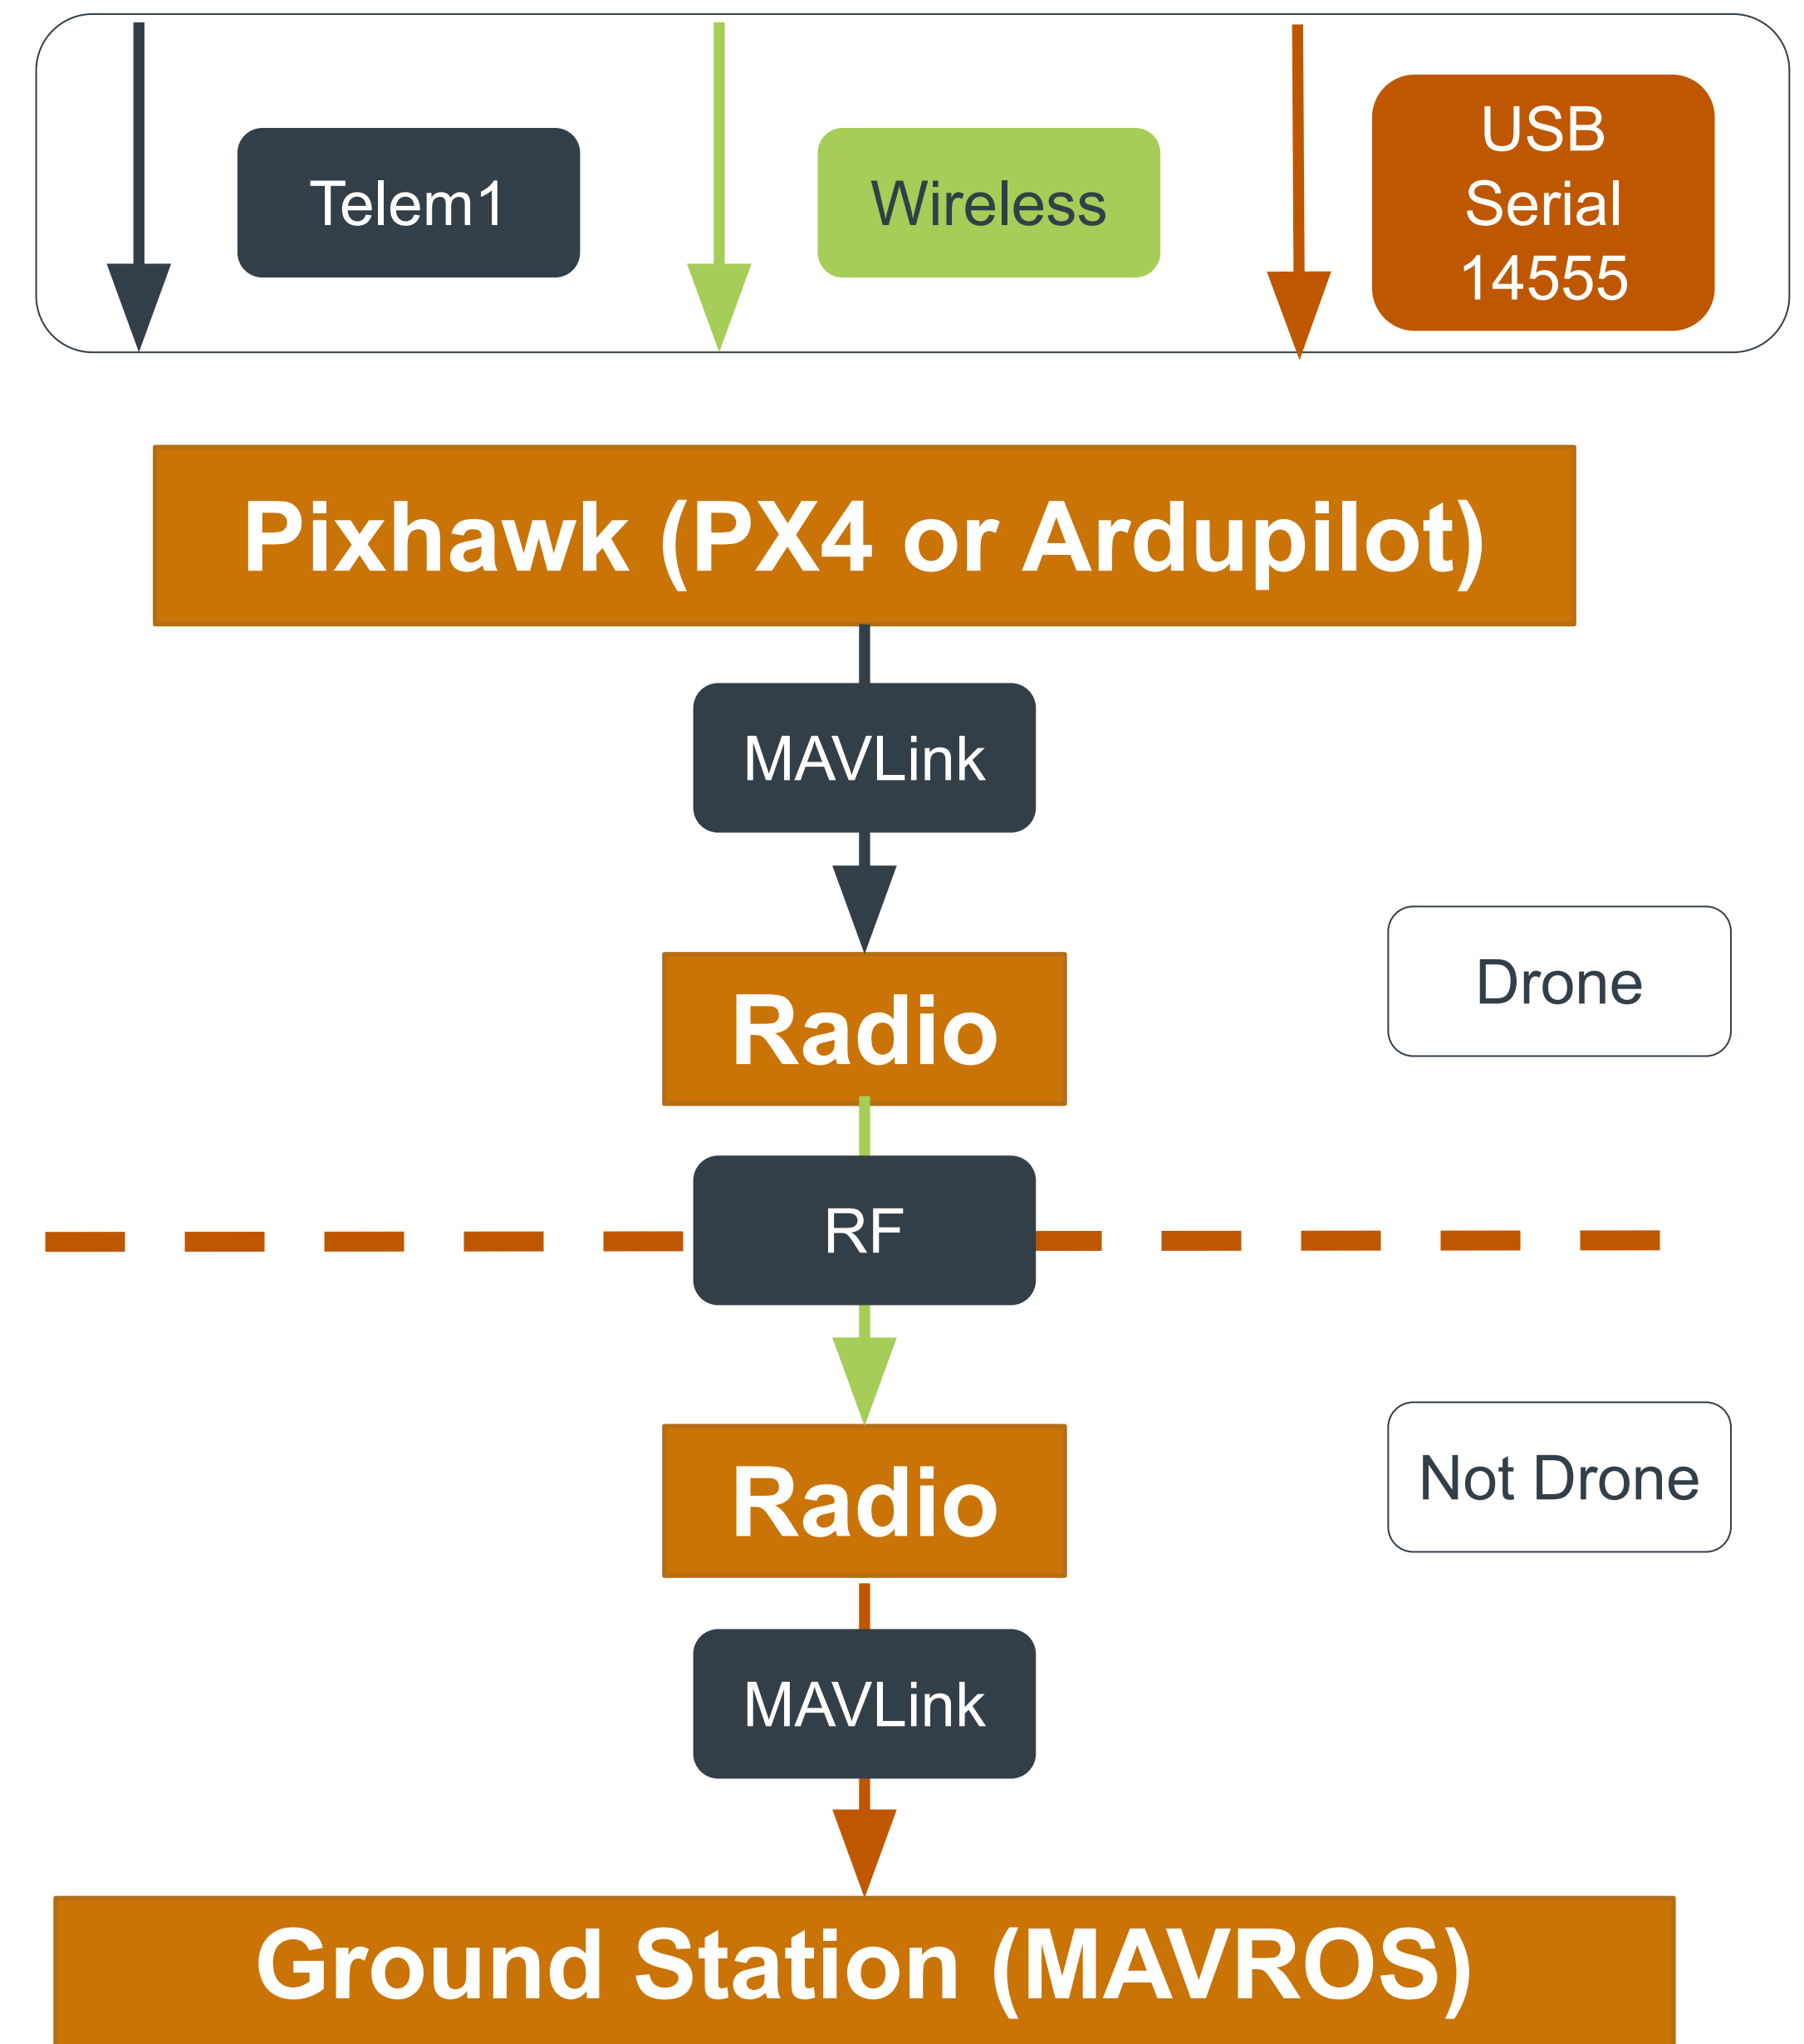 Telem1
Wireless
USB
Serial
14555
Pixhawk (PX4 or Ardupilot)
MAVLink
Drone
Radio
RF
Not Drone
Radio
MAVLink
Ground Station (MAVROS)